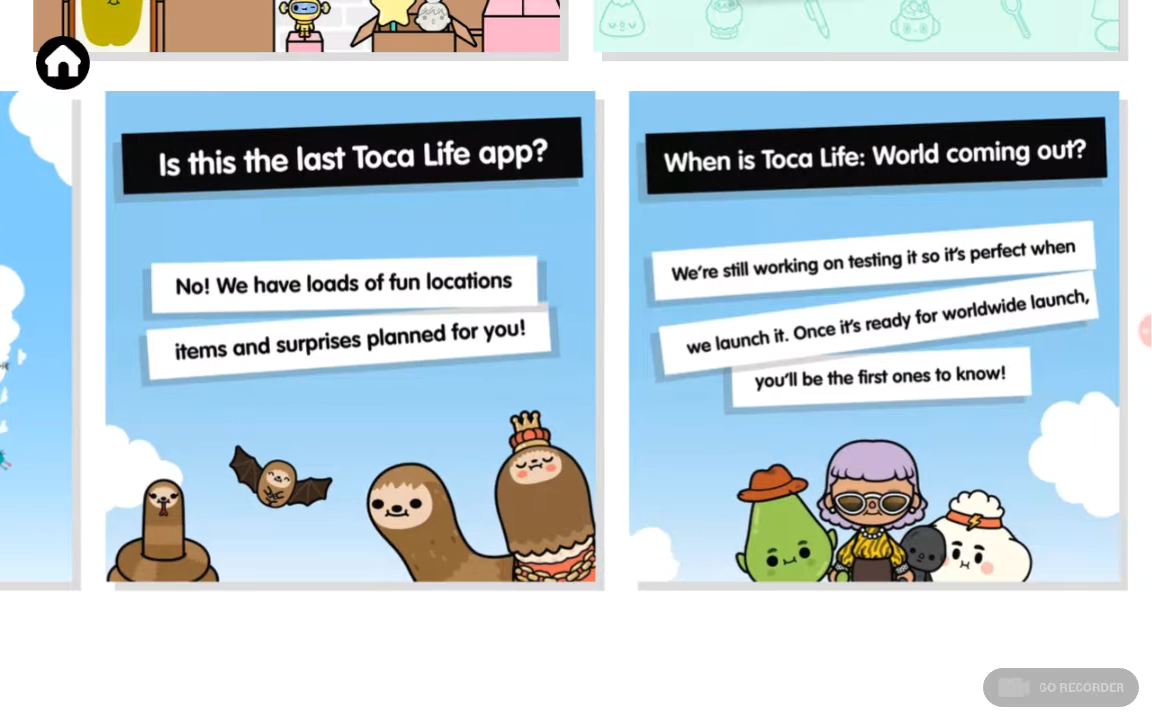 Is this the last Toca Life app?
No! We have loads of fun locations
items and surprises planned for you!
When is Toca Life: World coming out?
We're still working on testing it so it's perfect when
we launch it. Once it's ready for worldwide launch,
you'll be the first ones to know!
GO RECORDER